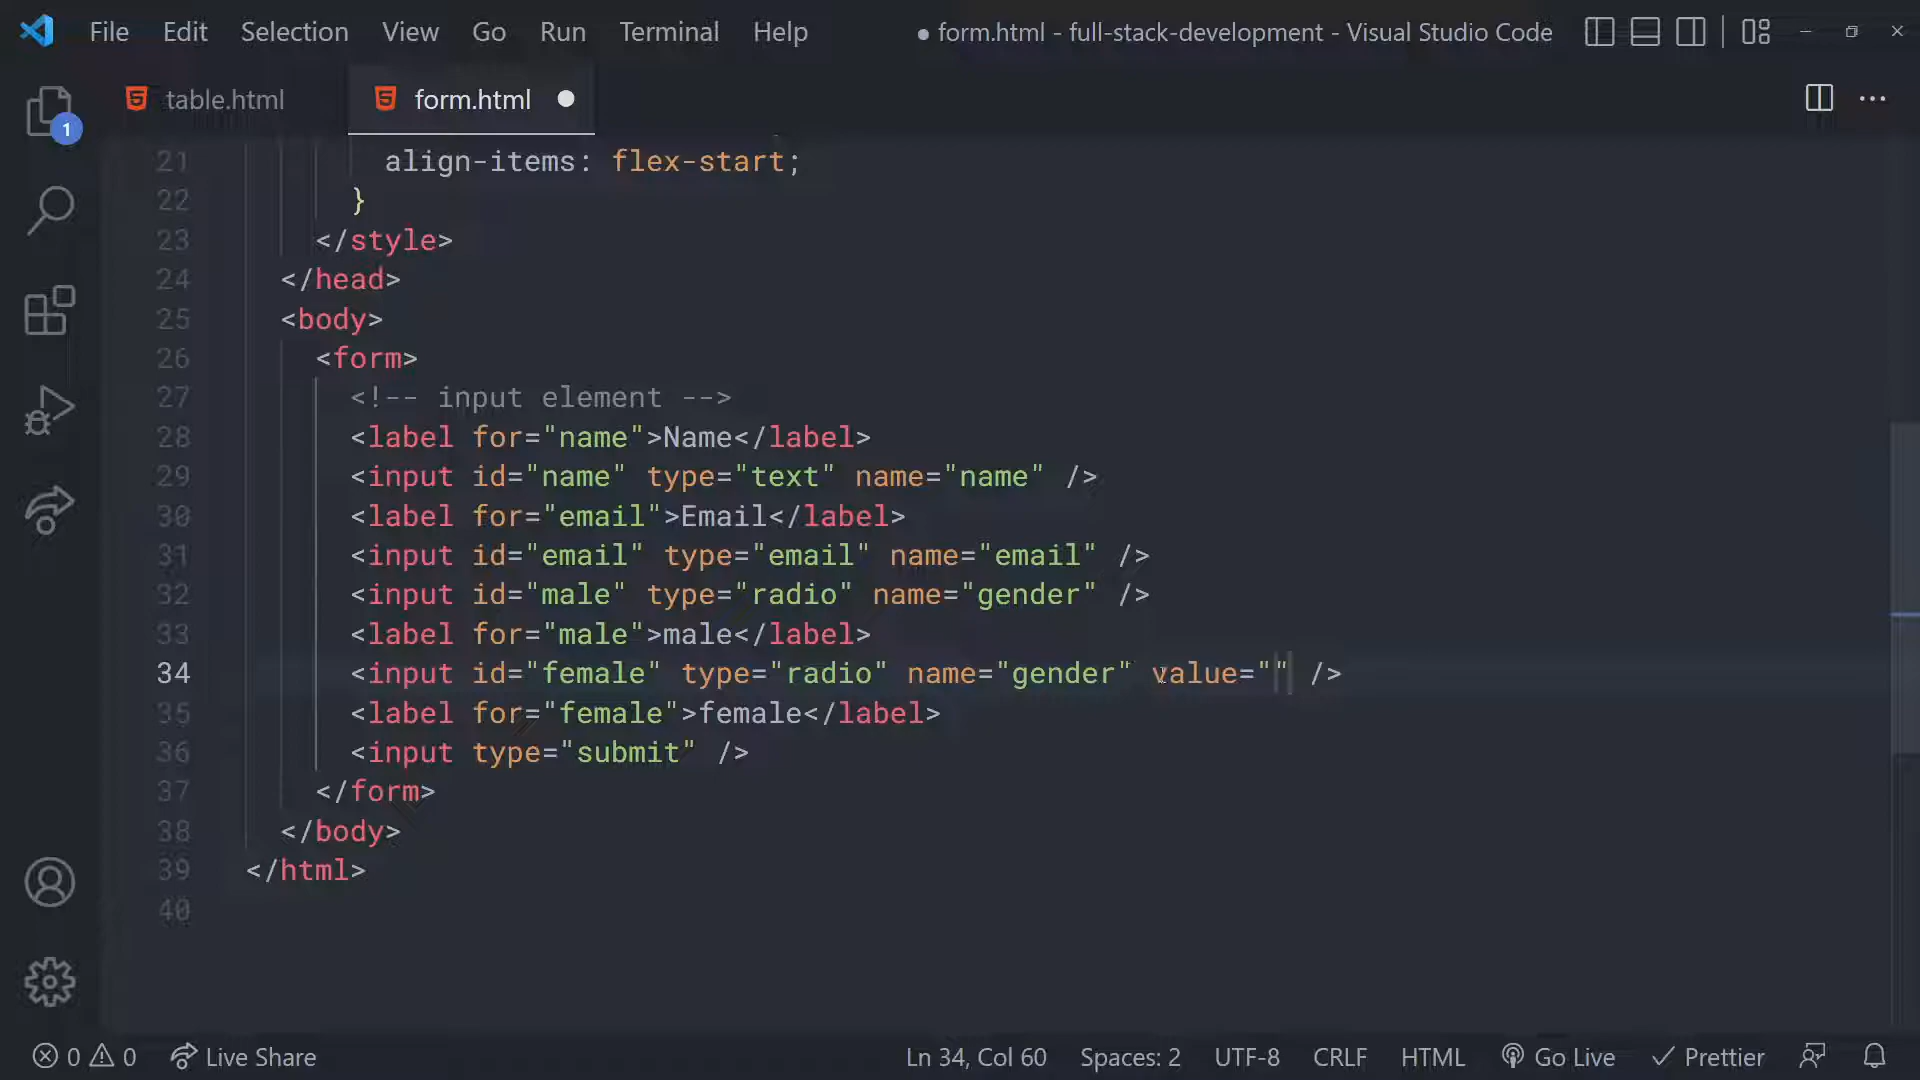 File Edit Selection View Go Run Terminal Help ● form.html - full-stack-development - Visual Studio Code
table.html form.html
1
21 align-items: flex-start;
22 }
23 </style>
24 </head>
25 <body>
26 <form>
27 <!-- input element -->
28 <label for="name">Name</label>
29 <input id="name" type="text" name="name" />
30 <label for="email">Email</label>
31 <input id="email" type="email" name="email" />
32 <input id="male" type="radio" name="gender" />
33 <label for="male">male</label>
34 <input id="female" type="radio" name="gender" value="" />
35 <label for="female">female</label>
36 <input type="submit" />
37 </form>
38 </body>
39 </html>
40
0 0 Live Share Ln 34, Col 60 Spaces: 2 UTF-8 CRLF HTML Go Live Prettier